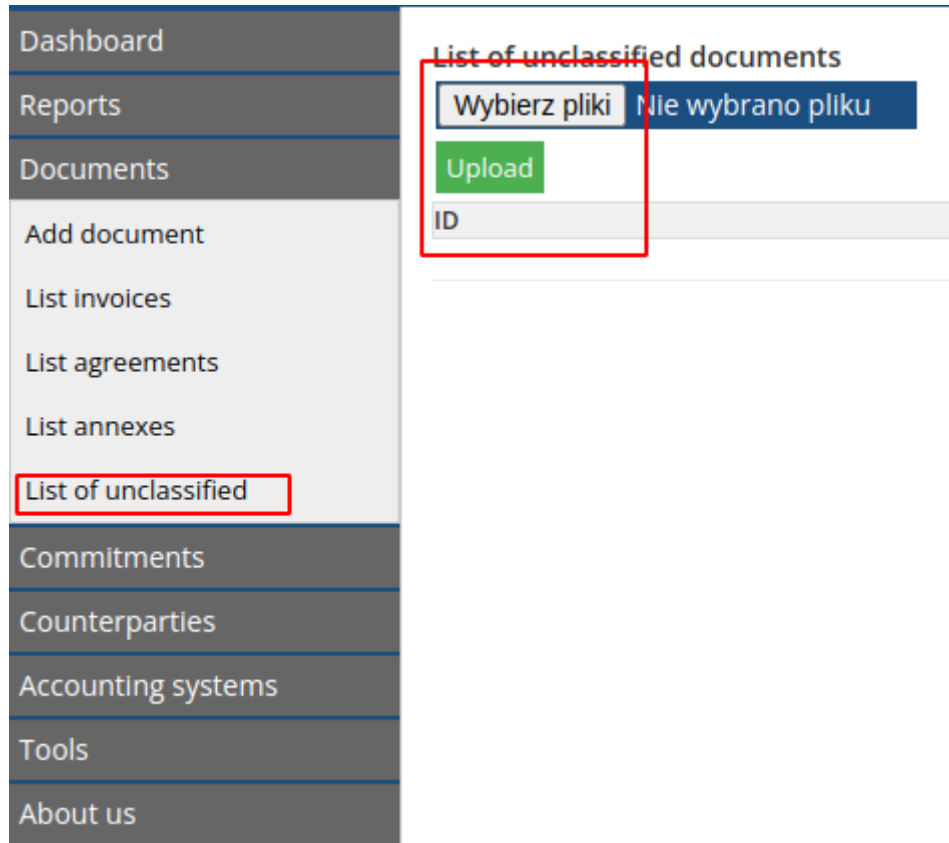 Dashboard
Reports
Documents
Add document
List invoices
List agreements
List annexes
List of unclassified
Commitments
Counterparties
Accounting systems
Tools
About us
List of unclassified documents
Wybierz pliki Nie wybrano pliku
Upload
ID